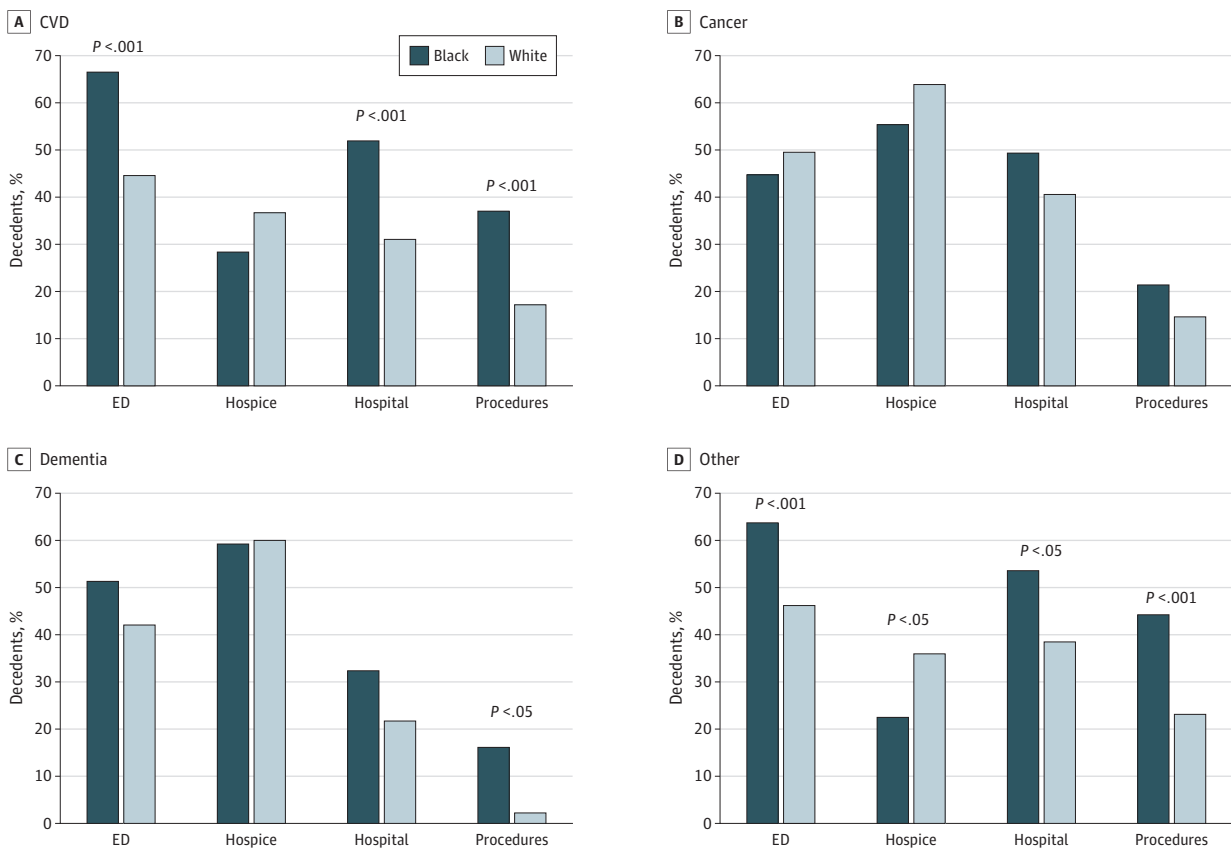 A CVD
P <.001
Black White
70
60
50
40
30
20
10
0
Decedents, %
P <.001
P <.001
ED Hospice Hospital Procedures
B Cancer
70
60
50
40
30
20
10
0
Decedents, %
ED Hospice Hospital Procedures
C Dementia
70
60
50
40
30
20
10
0
Decedents, %
P <.05
ED Hospice Hospital Procedures
D Other
70
60
50
40
30
20
10
0
Decedents, %
P <.001
P <.05
P <.05
P <.001
ED Hospice Hospital Procedures